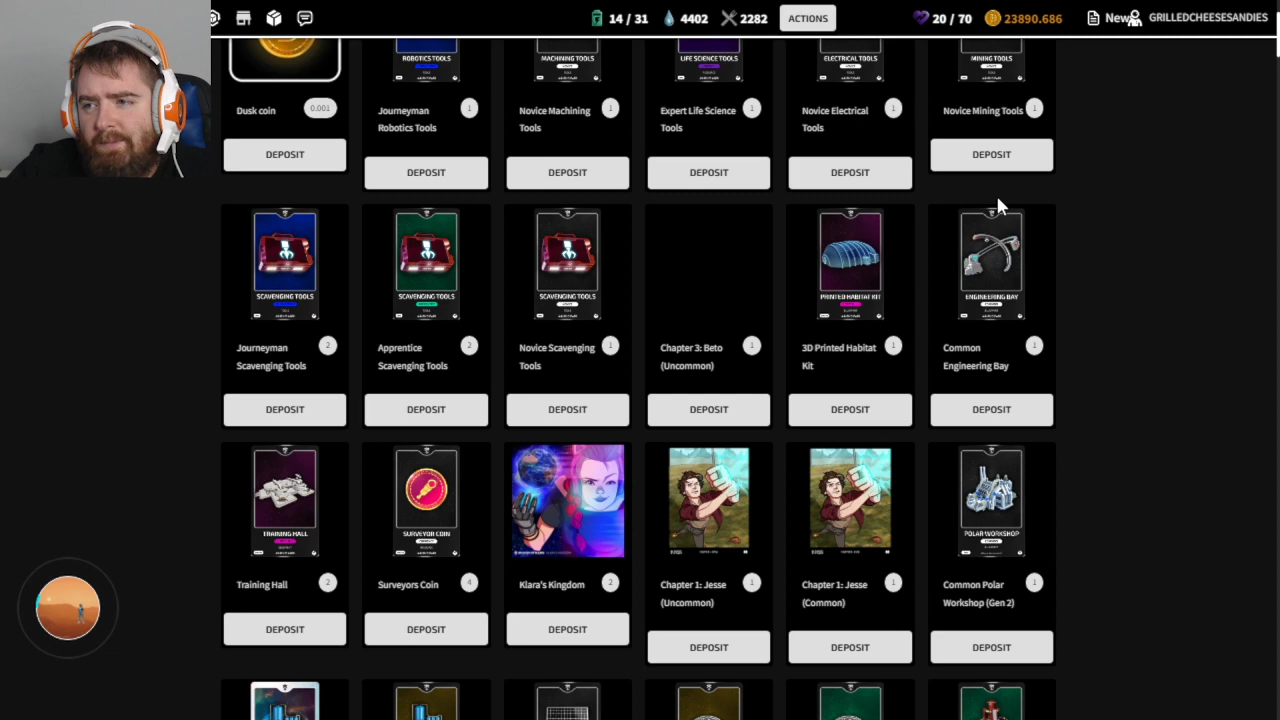 14 / 31 4402 2282 ACTIONS 20 / 70 23890.686 New GRILLEDCHEESESANDIES
ROBOTICS TOOLS MACHINING TOOLS LIFE SCIENCE TOOLS ELECTRICAL TOOLS MINING TOOLS
Dusk coin 0.001
Journeyman Robotics Tools 1
Novice Machining Tools 1
Expert Life Science Tools 1
Novice Electrical Tools 1
Novice Mining Tools 1
DEPOSIT DEPOSIT DEPOSIT DEPOSIT DEPOSIT DEPOSIT
SCAVENGING TOOLS SCAVENGING TOOLS SCAVENGING TOOLS PRINTED HABITAT KIT ENGINEERING BAY
Journeyman Scavenging Tools 2
Apprentice Scavenging Tools 2
Novice Scavenging Tools 1
Chapter 3: Beto (Uncommon) 1
3D Printed Habitat Kit 1
Common Engineering Bay 1
DEPOSIT DEPOSIT DEPOSIT DEPOSIT DEPOSIT DEPOSIT
TRAINING HALL SURVEYOR COIN POLAR WORKSHOP
Training Hall 2
Surveyors Coin 4
Klara's Kingdom 2
Chapter 1: Jesse (Uncommon) 1
Chapter 1: Jesse (Common) 1
Common Polar Workshop (Gen 2) 1
DEPOSIT DEPOSIT DEPOSIT DEPOSIT DEPOSIT DEPOSIT